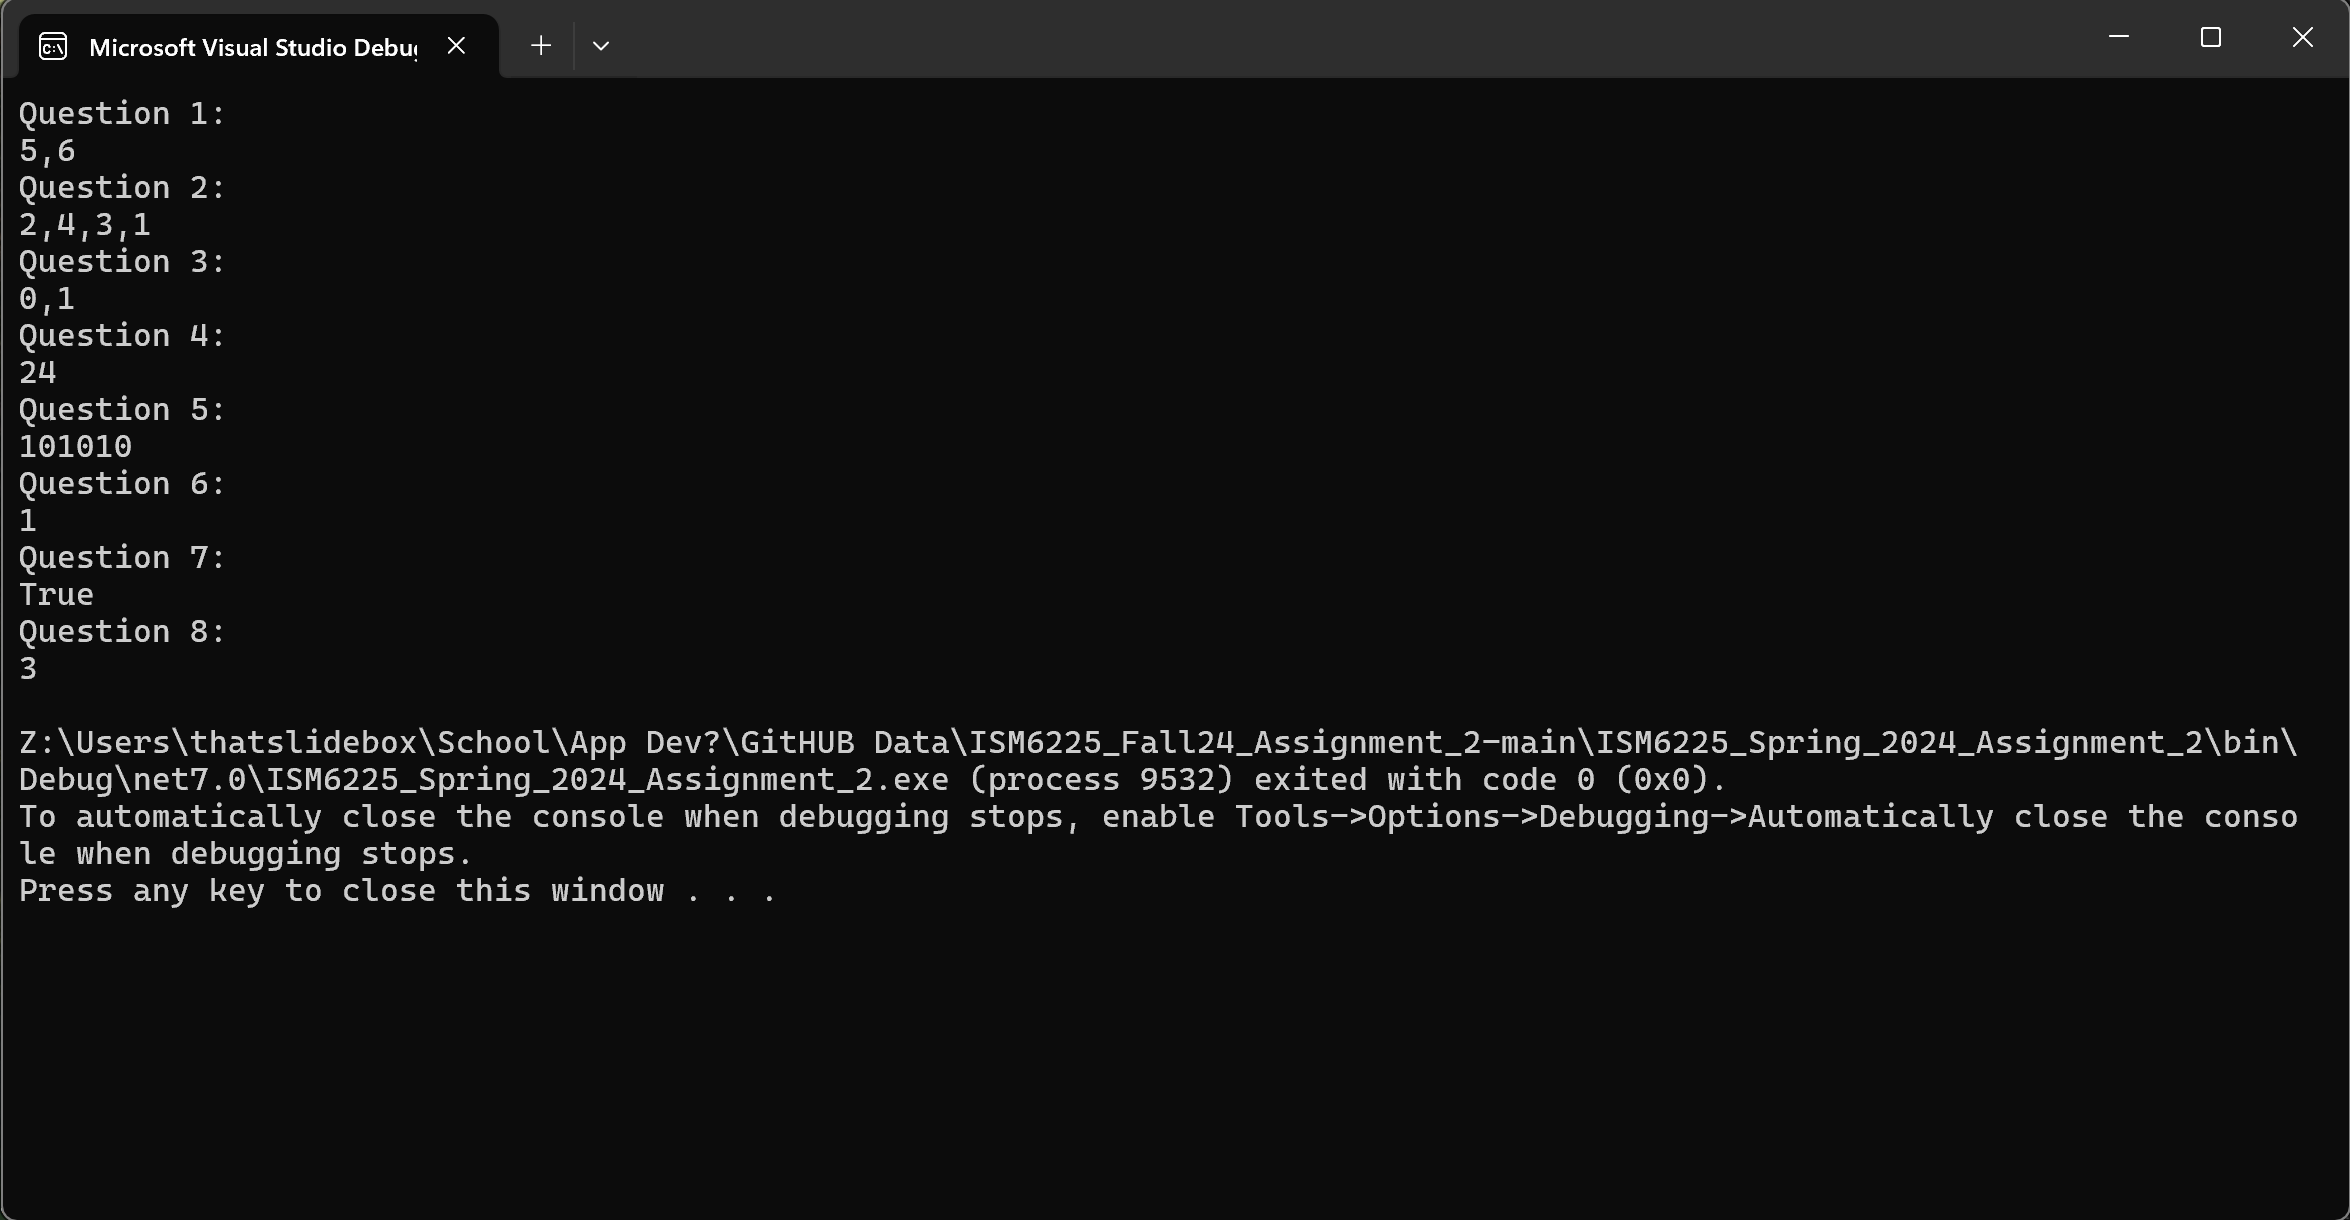 Microsoft Visual Studio Debu
Question 1:
5,6
Question 2:
2,4,3,1
Question 3:
0,1
Question 4:
24
Question 5:
101010
Question 6:
1
Question 7:
True
Question 8:
3
Z:\Users\thatslidebox\School\App Dev?\GitHUB Data\ISM6225_Fall24_Assignment_2-main\ISM6225_Spring_2024_Assignment_2\bin\
Debug\net7.0\ISM6225_Spring_2024_Assignment_2.exe (process 9532) exited with code 0 (0x0).
To automatically close the console when debugging stops, enable Tools->Options->Debugging->Automatically close the conso
le when debugging stops.
Press any key to close this window . . .